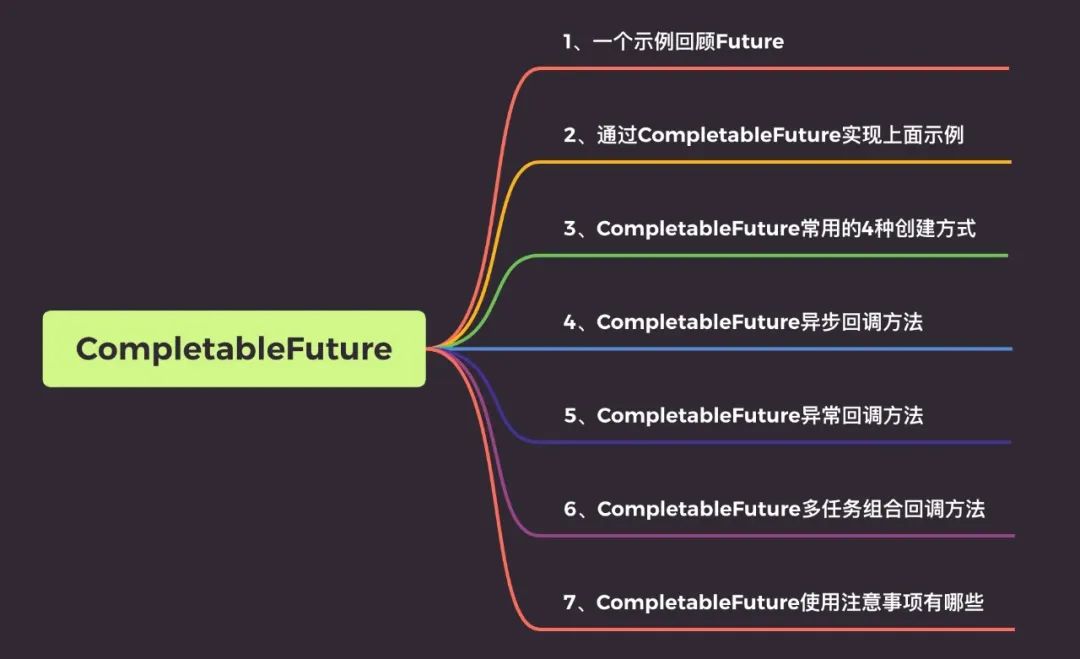 1、一个示例回顾Future
2、通过CompletableFuture实现上面示例
3、CompletableFuture常用的4种创建方式
CompletableFuture
4、CompletableFuture异步回调方法
5、CompletableFuture异常回调方法
6、CompletableFuture多任务组合回调方法
7、CompletableFuture使用注意事项有哪些